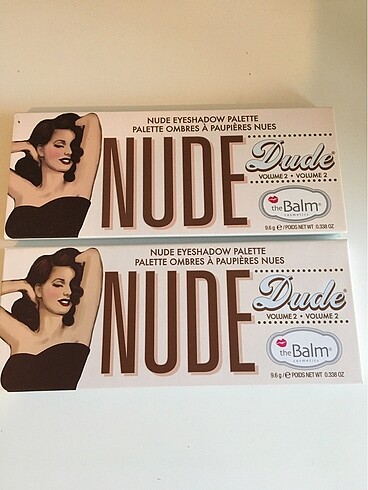 NUDE EYESHADOW PALETTE
PALETTE OMBRES À PAUPIÈRES NUES
NUDE
Dude®
VOLUME 2 • VOLUME 2
theBalm®
cosmetics
9.6 g ℮/POIDS NET WT 0.338 OZ
NUDE EYESHADOW PALETTE
PALETTE OMBRES À PAUPIÈRES NUES
NUDE
Dude®
VOLUME 2 • VOLUME 2
theBalm®
cosmetics
9.6 g /℮ POIDS NET WT 0.338 OZ